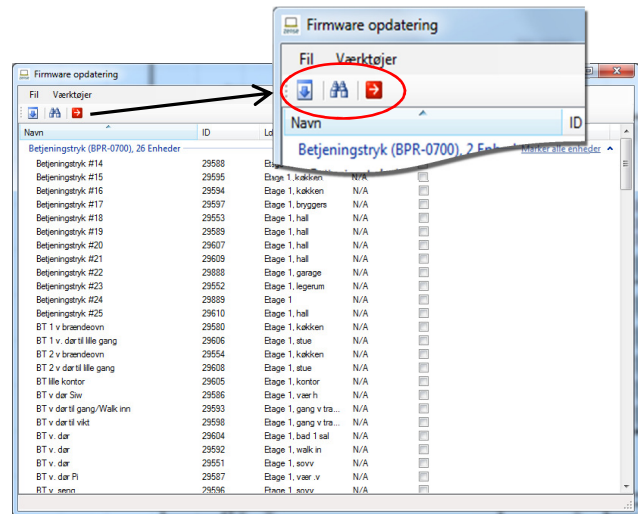 Firmware opdatering
Fil Værktøjer
Navn ID
Betjeningstryk (BPR-0700), 2
Firmware opdatering
Fil Værktøjer
Navn ID
Betjeningstryk (BPR-0700), 26 Enheder Marker alle enheder
Betjeningstryk #14 29588
Betjeningstryk #15 29595 Etage 1, køkken N/A
Betjeningstryk #16 29594 Etage 1, køkken N/A
Betjeningstryk #17 29597 Etage 1, bryggers N/A
Betjeningstryk #18 29553 Etage 1, hall N/A
Betjeningstryk #19 29589 Etage 1, hall N/A
Betjeningstryk #20 29607 Etage 1, hall N/A
Betjeningstryk #21 29609 Etage 1, hall N/A
Betjeningstryk #22 29888 Etage 1, garage N/A
Betjeningstryk #23 29552 Etage 1, legerum N/A
Betjeningstryk #24 29889 Etage 1 N/A
Betjeningstryk #25 29610 Etage 1, hall N/A
BT 1 v brændeovn 29580 Etage 1, køkken N/A
BT 1 v. dør til lille gang 29606 Etage 1, stue N/A
BT 2 v brændeovn 29554 Etage 1, køkken N/A
BT 2 v dør til lille gang 29608 Etage 1, stue N/A
BT lille kontor 29605 Etage 1, kontor N/A
BT v dør Siw 29586 Etage 1, vær h N/A
BT v dør til gang/Walk inn 29593 Etage 1, gang v tra... N/A
BT v dør til vikt 29598 Etage 1, gang v tra... N/A
BT v. dør 29604 Etage 1, bad 1 sal N/A
BT v. dør 29592 Etage 1, walk in N/A
BT v. dør 29551 Etage 1, sovv N/A
BT v. dør Pi 29587 Etage 1, vær .v N/A
BT v. seng 29596 Etage 1, sovv N/A